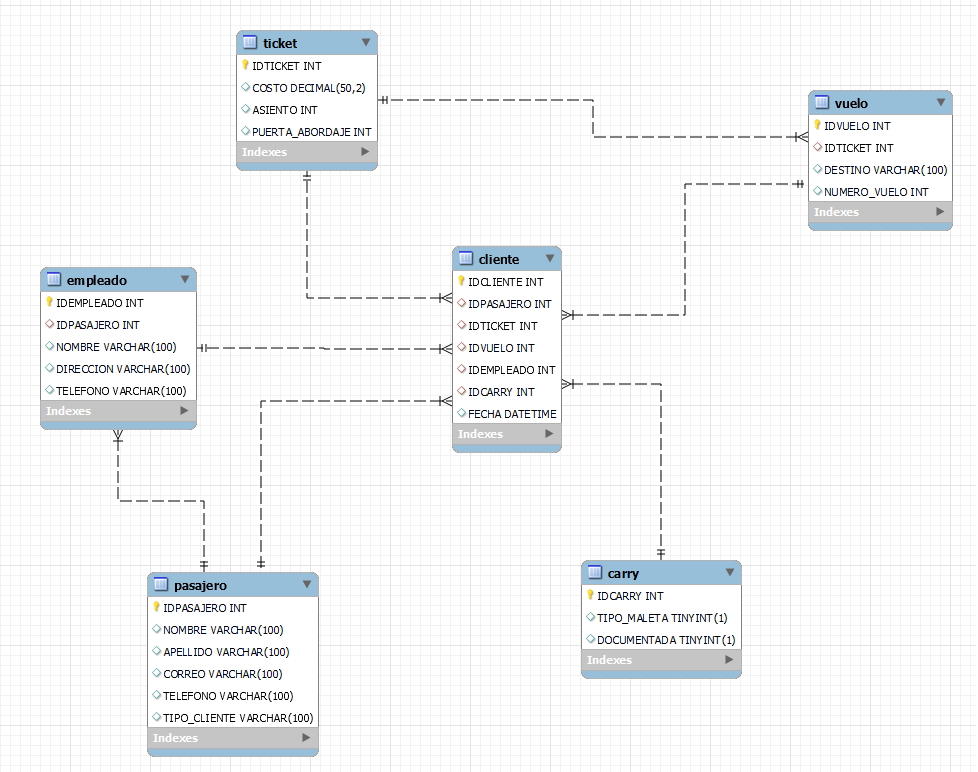 ticket
IDTICKET INT
COSTO DECIMAL(50,2)
ASIENTO INT
PUERTA_ABORDAJE INT
Indexes
vuelo
IDVUELO INT
IDTICKET INT
DESTINO VARCHAR(100)
NUMERO_VUELO INT
Indexes
cliente
IDCLIENTE INT
IDPASAJERO INT
IDTICKET INT
IDVUELO INT
IDEMPLEADO INT
IDCARRY INT
FECHA DATETIME
Indexes
empleado
IDEMPLEADO INT
IDPASAJERO INT
NOMBRE VARCHAR(100)
DIRECCION VARCHAR(100)
TELEFONO VARCHAR(100)
Indexes
pasajero
IDPASAJERO INT
NOMBRE VARCHAR(100)
APELLIDO VARCHAR(100)
CORREO VARCHAR(100)
TELEFONO VARCHAR(100)
TIPO_CLIENTE VARCHAR(100)
Indexes
carry
IDCARRY INT
TIPO_MALETA TINYINT(1)
DOCUMENTADA TINYINT(1)
Indexes